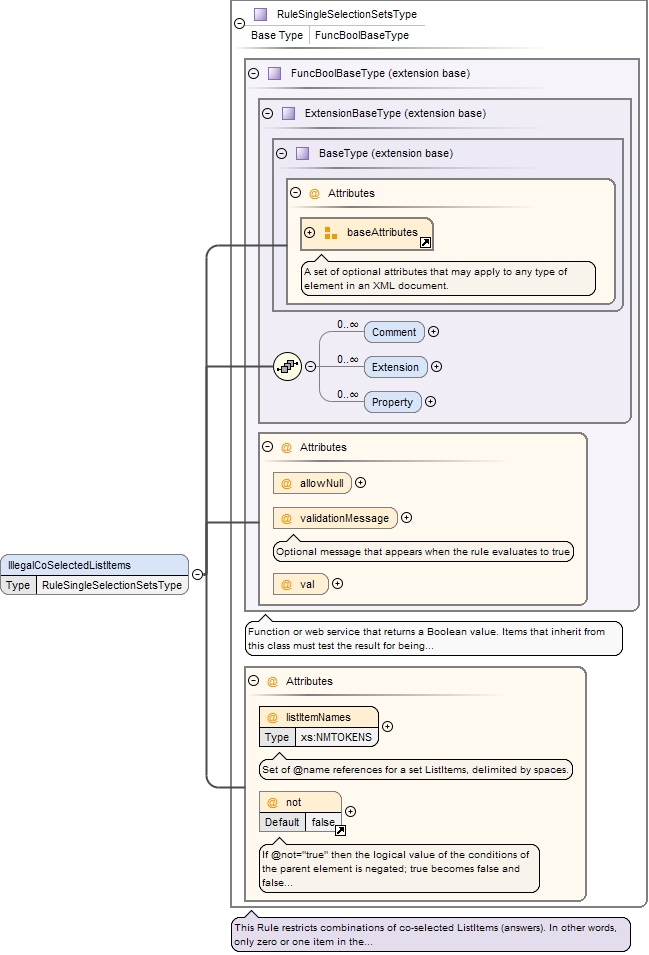 RuleSingleSelectionSetsType
Base Type FuncBoolBaseType
FuncBoolBaseType (extension base)
ExtensionBaseType (extension base)
BaseType (extension base)
@ Attributes
baseAttributes
A set of optional attributes that may apply to any type of
element in an XML document.
0..∞
Comment
0..∞
Extension
0..∞
Property
@ Attributes
@ allowNull
@ validationMessage
Optional message that appears when the rule evaluates to true
@ val
IllegalCoSelectedListItems
Type RuleSingleSelectionSetsType
Function or web service that returns a Boolean value. Items that inherit from
this class must test the result for being...
@ Attributes
@ listItemNames
Type xs:NMTOKENS
Set of @name references for a set ListItems, delimited by spaces.
@ not
Default false
If @not="true" then the logical value of the conditions of
the parent element is negated; true becomes false and
false...
This Rule restricts combinations of co-selected ListItems (answers). In other words,
only zero or one item in the...